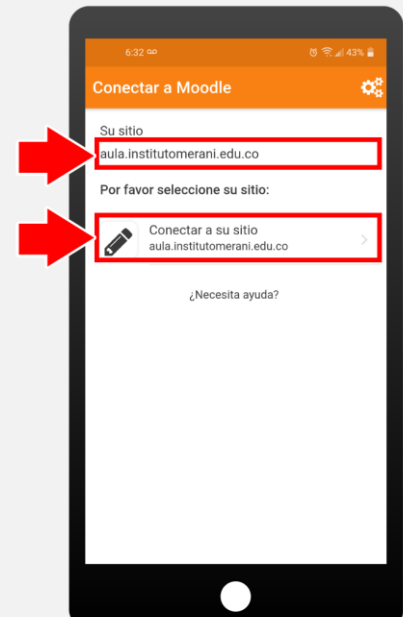 6:32
43%
Conectar a Moodle
Su sitio
aula.institutomerani.edu.co
Por favor seleccione su sitio:
Conectar a su sitio
aula.institutomerani.edu.co
¿Necesita ayuda?